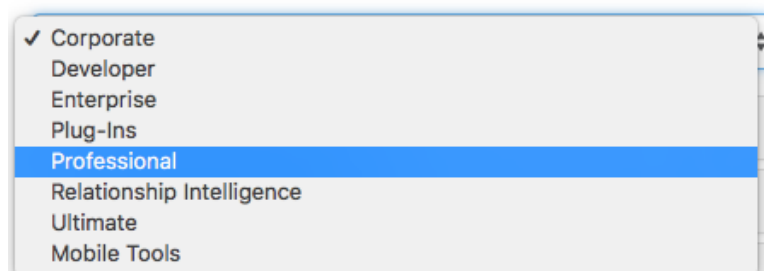 ✓ Corporate
Developer
Enterprise
Plug-Ins
Professional
Relationship Intelligence
Ultimate
Mobile Tools